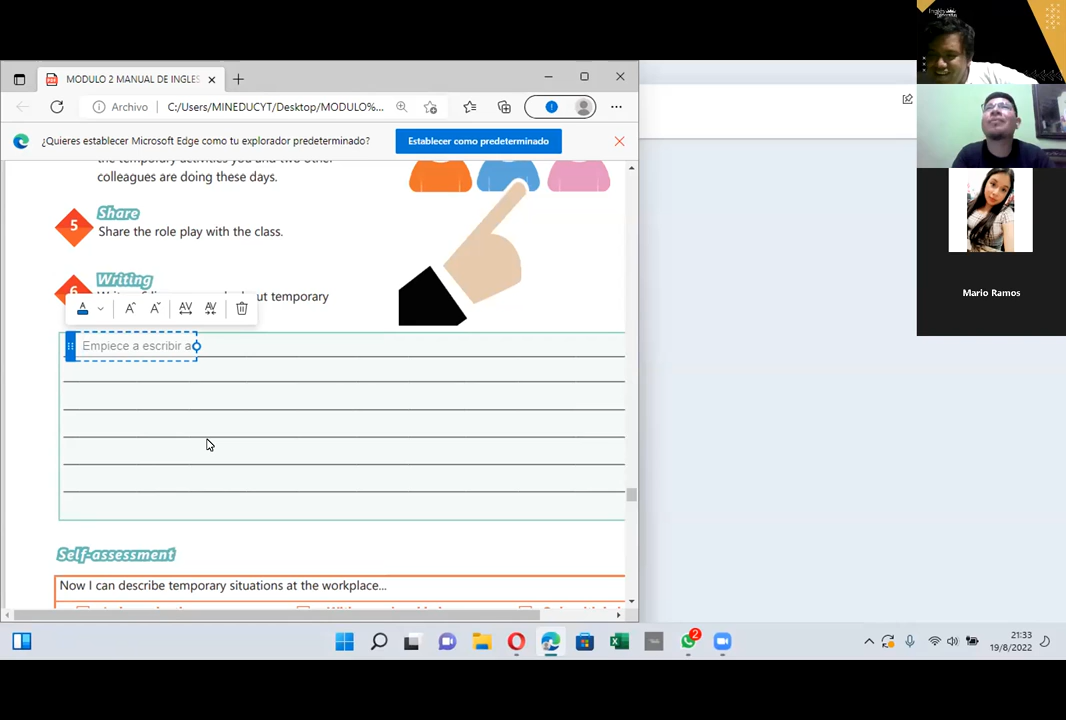 MODULO 2 MANUAL DE INGLES
Archivo
C:/Users/MINEDUCYT/Desktop/MODULO%...
¿Quieres establecer Microsoft Edge como tu explorador predeterminado?
Establecer como predeterminado
the temporary activities you and two other
colleagues are doing these days.
5
Share
Share the role play with the class.
6
Writing
out temporary
Empiece a escribir a
Self-assessment
Now I can describe temporary situations at the workplace...
Mario Ramos
2
21:33
19/8/2022